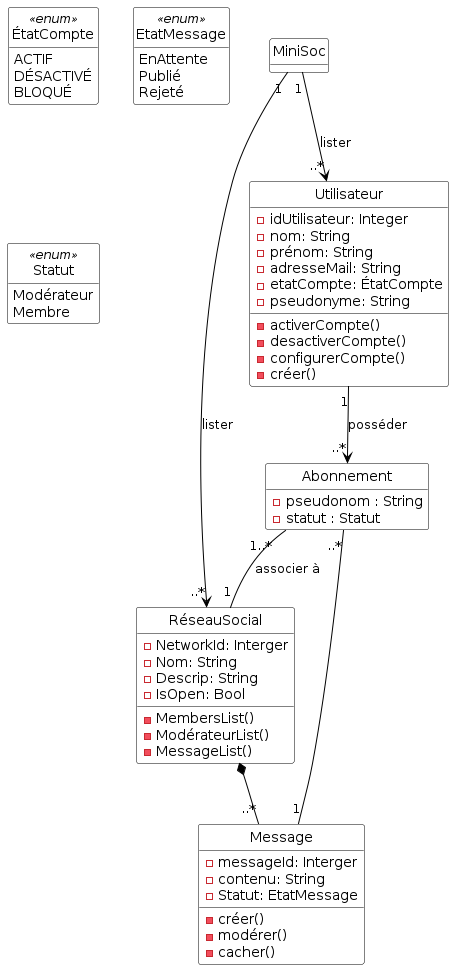 «enum»
ÉtatCompte
ACTIF
DÉSACTIVÉ
BLOQUÉ
«enum»
EtatMessage
EnAttente
Publié
Rejeté
MiniSoc
1
1
lister
..*
«enum»
Statut
Modérateur
Membre
Utilisateur
idUtilisateur: Integer
nom: String
prénom: String
adresseMail: String
etatCompte: ÉtatCompte
pseudonyme: String
activerCompte()
desactiverCompte()
configurerCompte()
créer()
1
lister
posséder
..*
Abonnement
pseudonom : String
statut : Statut
1..*
..*
associer à
..*
1
RéseauSocial
NetworkId: Interger
Nom: String
Descrip: String
IsOpen: Bool
MembersList()
ModérateurList()
MessageList()
..*
1
Message
messageId: Interger
contenu: String
Statut: EtatMessage
créer()
modérer()
cacher()